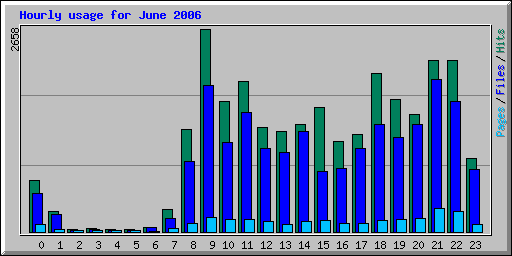 Hourly usage for June 2006
2658
Pages/Files/Hits
0 1 2 3 4 5 6 7 8 9 10 11 12 13 14 15 16 17 18 19 20 21 22 23